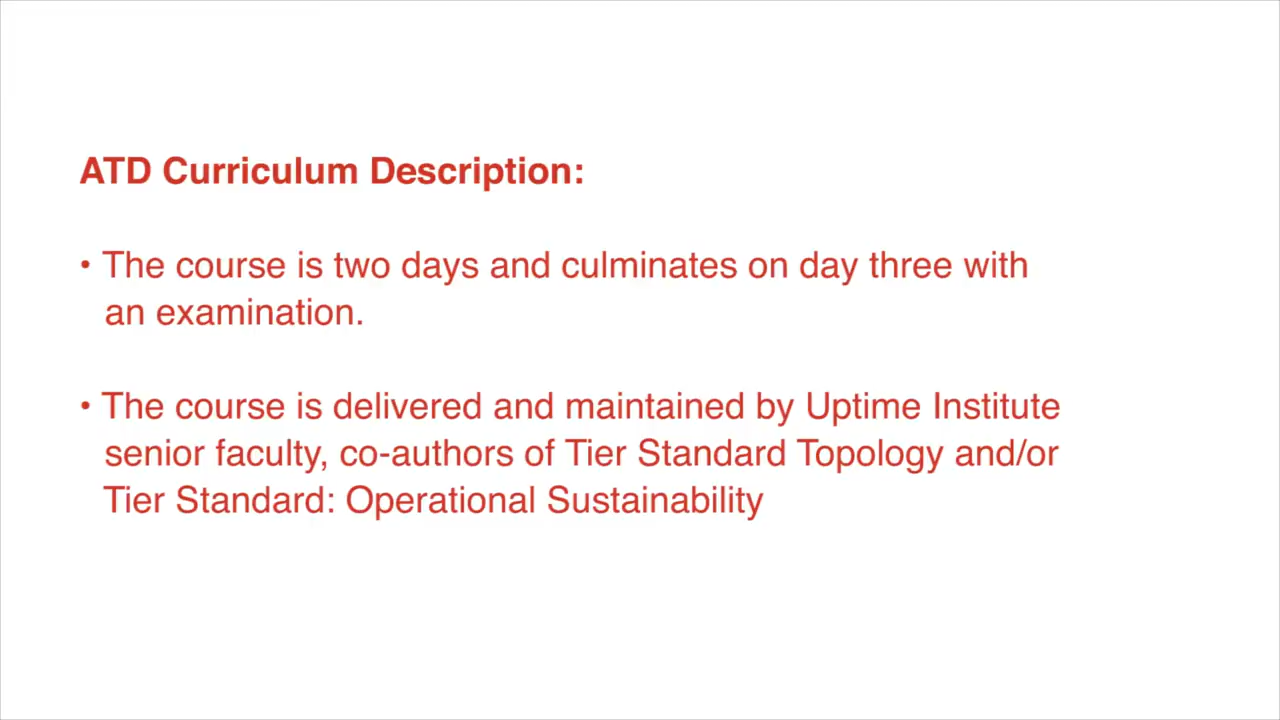 ATD Curriculum Description:
• The course is two days and culminates on day three with
an examination.
• The course is delivered and maintained by Uptime Institute
senior faculty, co-authors of Tier Standard Topology and/or
Tier Standard: Operational Sustainability